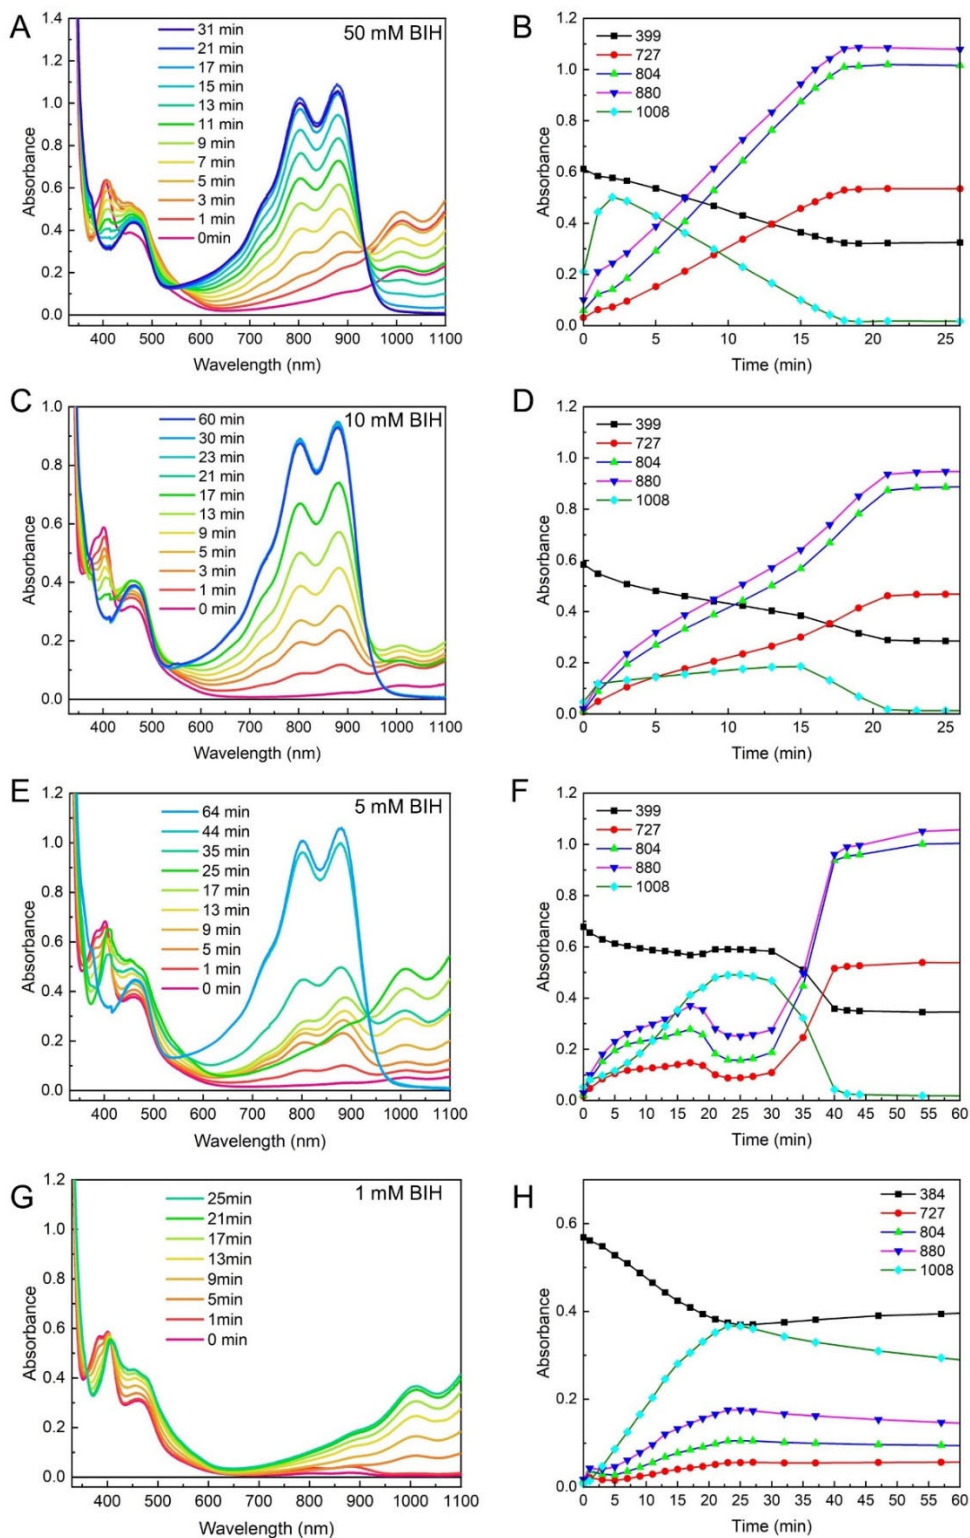 A
50 mM BIH
31 min
21 min
17 min
15 min
13 min
11 min
9 min
7 min
5 min
3 min
1 min
0min
Absorbance
1.4
1.2
1.0
0.8
0.6
0.4
0.2
0.0
400 500 600 700 800 900 1000 1100
Wavelength (nm)
B
399
727
804
880
1008
Absorbance
1.2
1.0
0.8
0.6
0.4
0.2
0.0
0 5 10 15 20 25
Time (min)
C
10 mM BIH
60 min
30 min
23 min
21 min
17 min
13 min
9 min
5 min
3 min
1 min
0 min
Absorbance
1.0
0.8
0.6
0.4
0.2
0.0
400 500 600 700 800 900 1000 1100
Wavelength (nm)
D
399
727
804
880
1008
Absorbance
1.2
1.0
0.8
0.6
0.4
0.2
0.0
0 5 10 15 20 25
Time (min)
E
5 mM BIH
64 min
44 min
35 min
25 min
17 min
13 min
9 min
5 min
1 min
0 min
Absorbance
1.2
1.0
0.8
0.6
0.4
0.2
0.0
400 500 600 700 800 900 1000 1100
Wavelength (nm)
F
399
727
804
880
1008
Absorbance
1.2
1.0
0.8
0.6
0.4
0.2
0.0
0 5 10 15 20 25 30 35 40 45 50 55 60
Time (min)
G
1 mM BIH
25min
21min
17min
13min
9min
5min
1min
0 min
Absorbance
1.2
1.0
0.8
0.6
0.4
0.2
0.0
400 500 600 700 800 900 1000 1100
Wavelength (nm)
H
384
727
804
880
1008
Absorbance
0.6
0.4
0.2
0.0
0 5 10 15 20 25 30 35 40 45 50 55 60
Time (min)